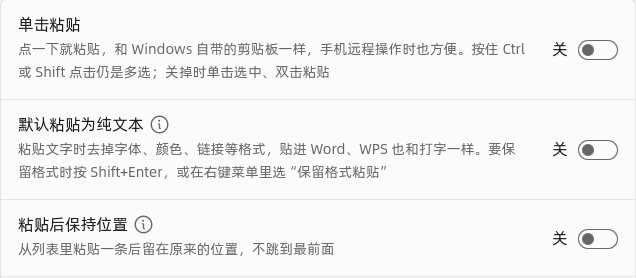 单击粘贴
点一下就粘贴，和 Windows 自带的剪贴板一样，手机远程操作时也方便。按住 Ctrl
或 Shift 点击仍是多选；关掉时单击选中、双击粘贴
关
默认粘贴为纯文本
粘贴文字时去掉字体、颜色、链接等格式，贴进 Word、WPS 也和打字一样。要保
留格式时按 Shift+Enter，或在右键菜单里选“保留格式粘贴”
关
粘贴后保持位置
从列表里粘贴一条后留在原来的位置，不跳到最前面
关